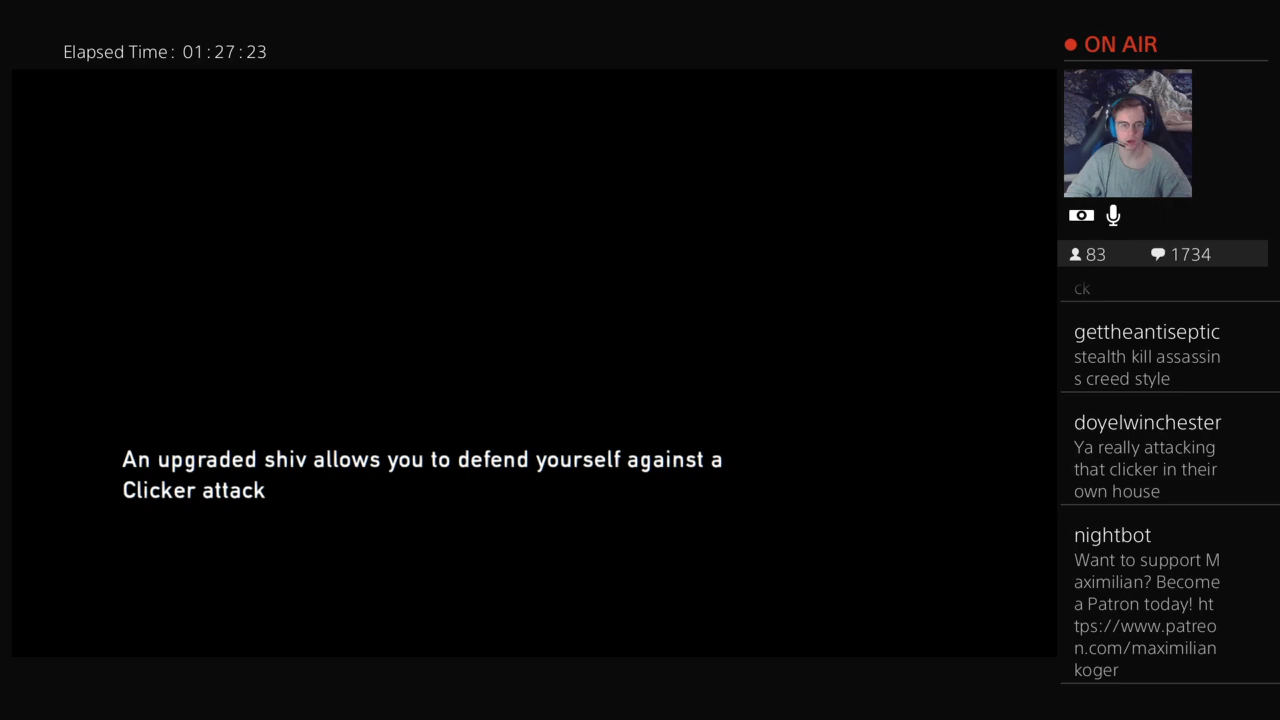 Elapsed Time: 01:27:23
ON AIR
83 1734
ck
gettheantiseptic
stealth kill assassin
s creed style
doyelwinchester
Ya really attacking
that clicker in their
own house
nightbot
Want to support M
aximilian? Become
a Patron today! ht
tps://www.patreo
n.com/maximilian
koger
An upgraded shiv allows you to defend yourself against a
Clicker attack